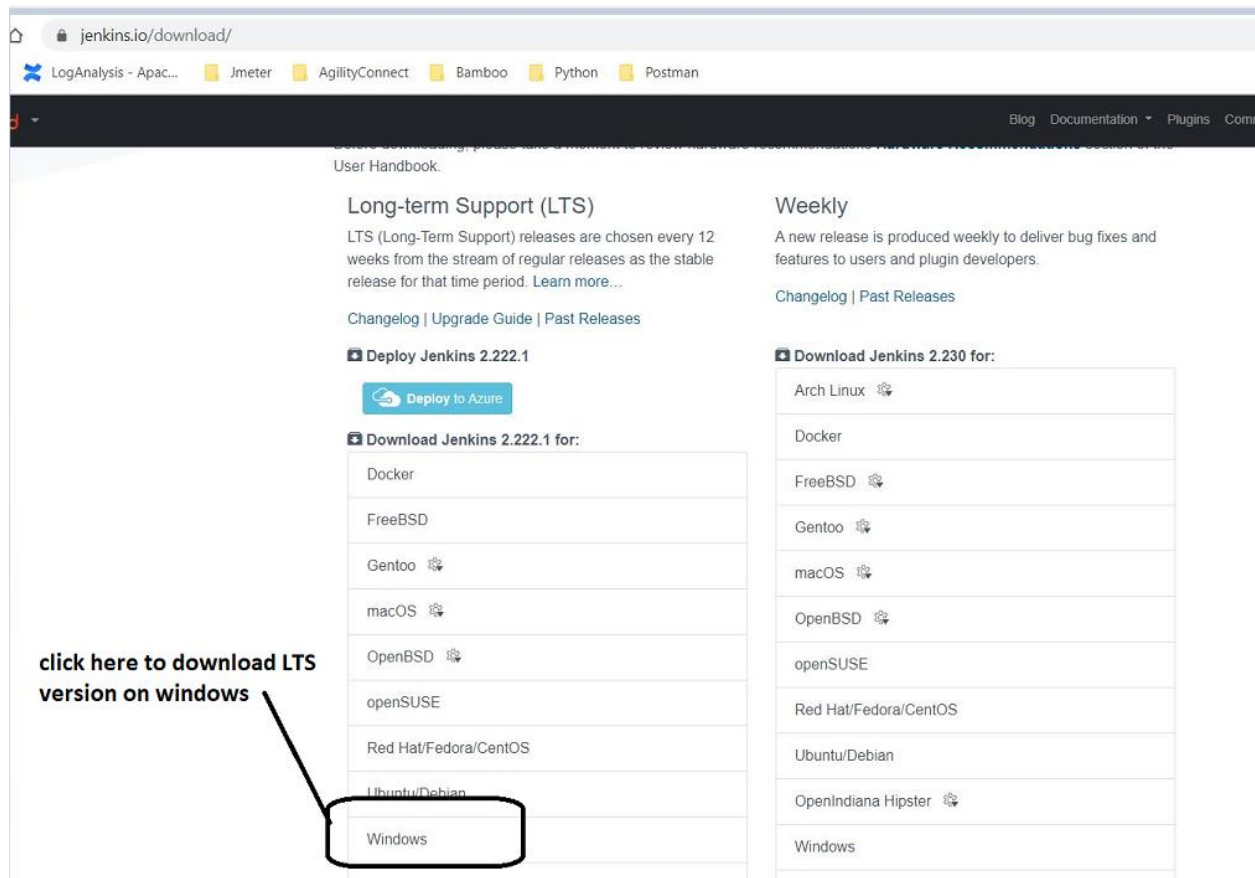 jenkins.io/download/
LogAnalysis - Apac... Jmeter AgilityConnect Bamboo Python Postman
Blog Documentation Plugins Com
User Handbook.
Long-term Support (LTS)
LTS (Long-Term Support) releases are chosen every 12
weeks from the stream of regular releases as the stable
release for that time period. Learn more...
Changelog | Upgrade Guide | Past Releases
Deploy Jenkins 2.222.1
Deploy to Azure
Download Jenkins 2.222.1 for:
Docker
FreeBSD
Gentoo
macOS
OpenBSD
openSUSE
Red Hat/Fedora/CentOS
Ubuntu/Debian
Windows
click here to download LTS
version on windows
Weekly
A new release is produced weekly to deliver bug fixes and
features to users and plugin developers.
Changelog | Past Releases
Download Jenkins 2.230 for:
Arch Linux
Docker
FreeBSD
Gentoo
macOS
OpenBSD
openSUSE
Red Hat/Fedora/CentOS
Ubuntu/Debian
OpenIndiana Hipster
Windows